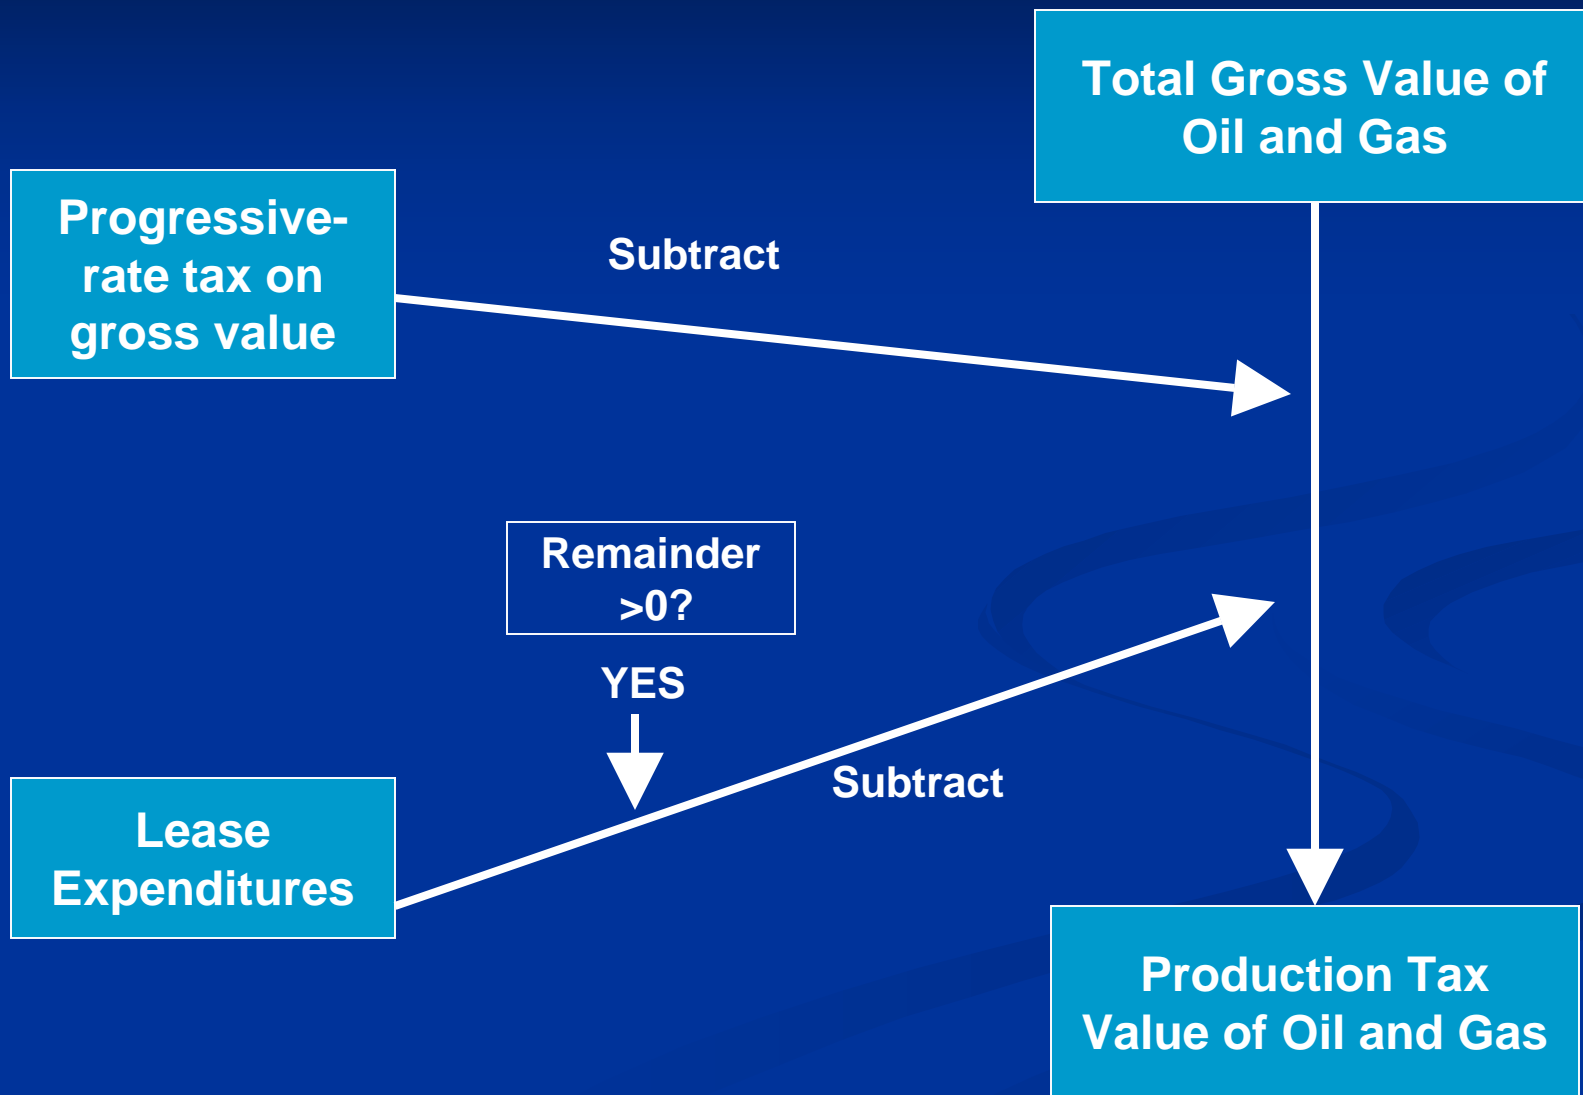 Total Gross Value of
Oil and Gas
Progressive-
rate tax on
gross value
Subtract
Remainder
>0?
YES
Subtract
Lease
Expenditures
Production Tax
Value of Oil and Gas